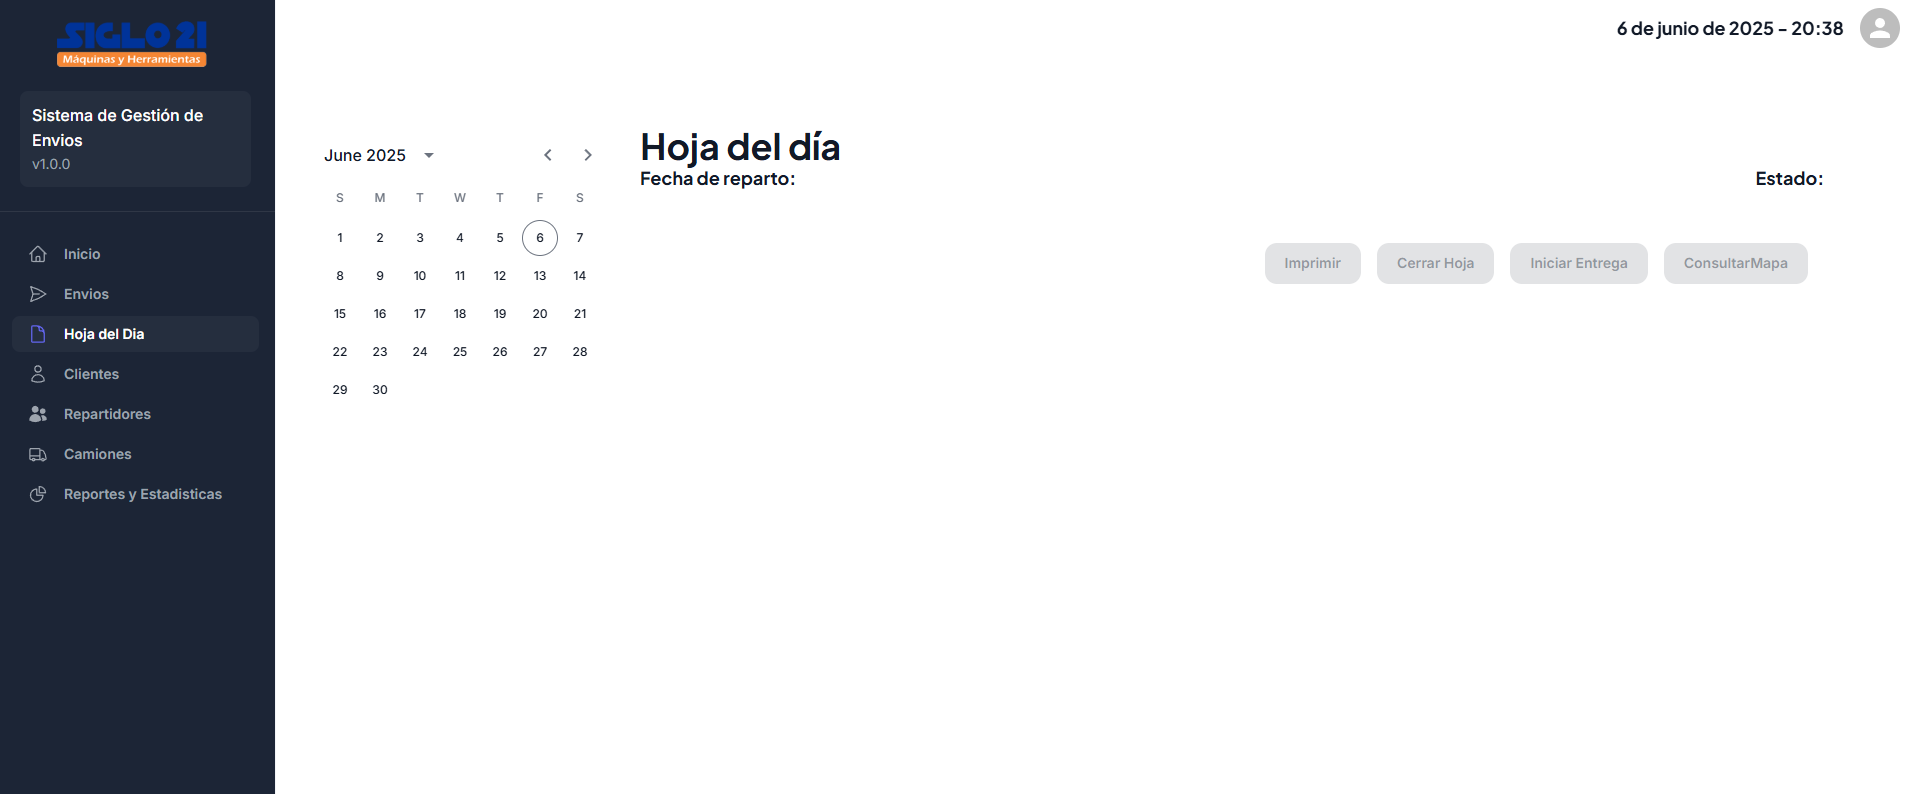 SIGLO 21
Máquinas y Herramientas
Sistema de Gestión de
Envios
v1.0.0
Inicio
Envios
Hoja del Dia
Clientes
Repartidores
Camiones
Reportes y Estadisticas
6 de junio de 2025 - 20:38
June 2025
S M T W T F S
1 2 3 4 5 6 7
8 9 10 11 12 13 14
15 16 17 18 19 20 21
22 23 24 25 26 27 28
29 30
Hoja del día
Fecha de reparto:
Estado:
Imprimir Cerrar Hoja Iniciar Entrega ConsultarMapa